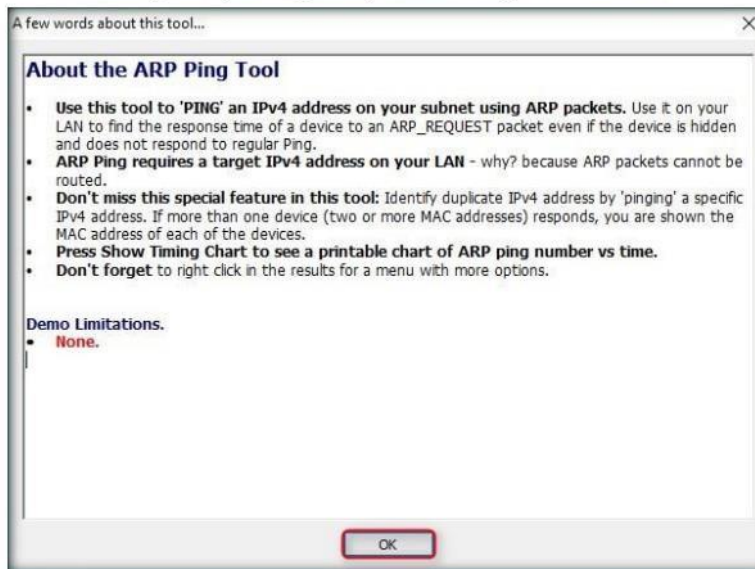 A few words about this tool...
About the ARP Ping Tool
• Use this tool to 'PING' an IPv4 address on your subnet using ARP packets. Use it on your
LAN to find the response time of a device to an ARP_REQUEST packet even if the device is hidden
and does not respond to regular Ping.
• ARP Ping requires a target IPv4 address on your LAN - why? because ARP packets cannot be
routed.
• Don't miss this special feature in this tool: Identify duplicate IPv4 address by 'pinging' a specific
IPv4 address. If more than one device (two or more MAC addresses) responds, you are shown the
MAC address of each of the devices.
• Press Show Timing Chart to see a printable chart of ARP ping number vs time.
• Don't forget to right click in the results for a menu with more options.
Demo Limitations.
• None.
OK